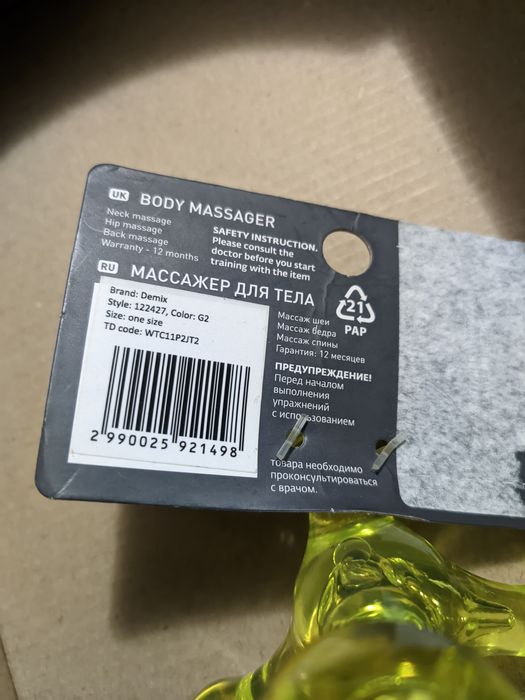 UK BODY MASSAGER
Neck massage
Hip massage
Back massage
Warranty - 12 months
SAFETY INSTRUCTION.
Please consult the
doctor before you start
training with the item
RU МАССАЖЕР ДЛЯ ТЕЛА
Brand: Demix
Style: 122427, Color: G2
Size: one size
TD code: WTC11P2JT2
2 990025 921498
Массаж шеи
Массаж бедра
Массаж спины
Гарантия: 12 месяцев
ПРЕДУПРЕЖДЕНИЕ!
Перед началом
выполнения
упражнений
с использованием
товара необходимо
проконсультироваться
с врачом.
21
PAP